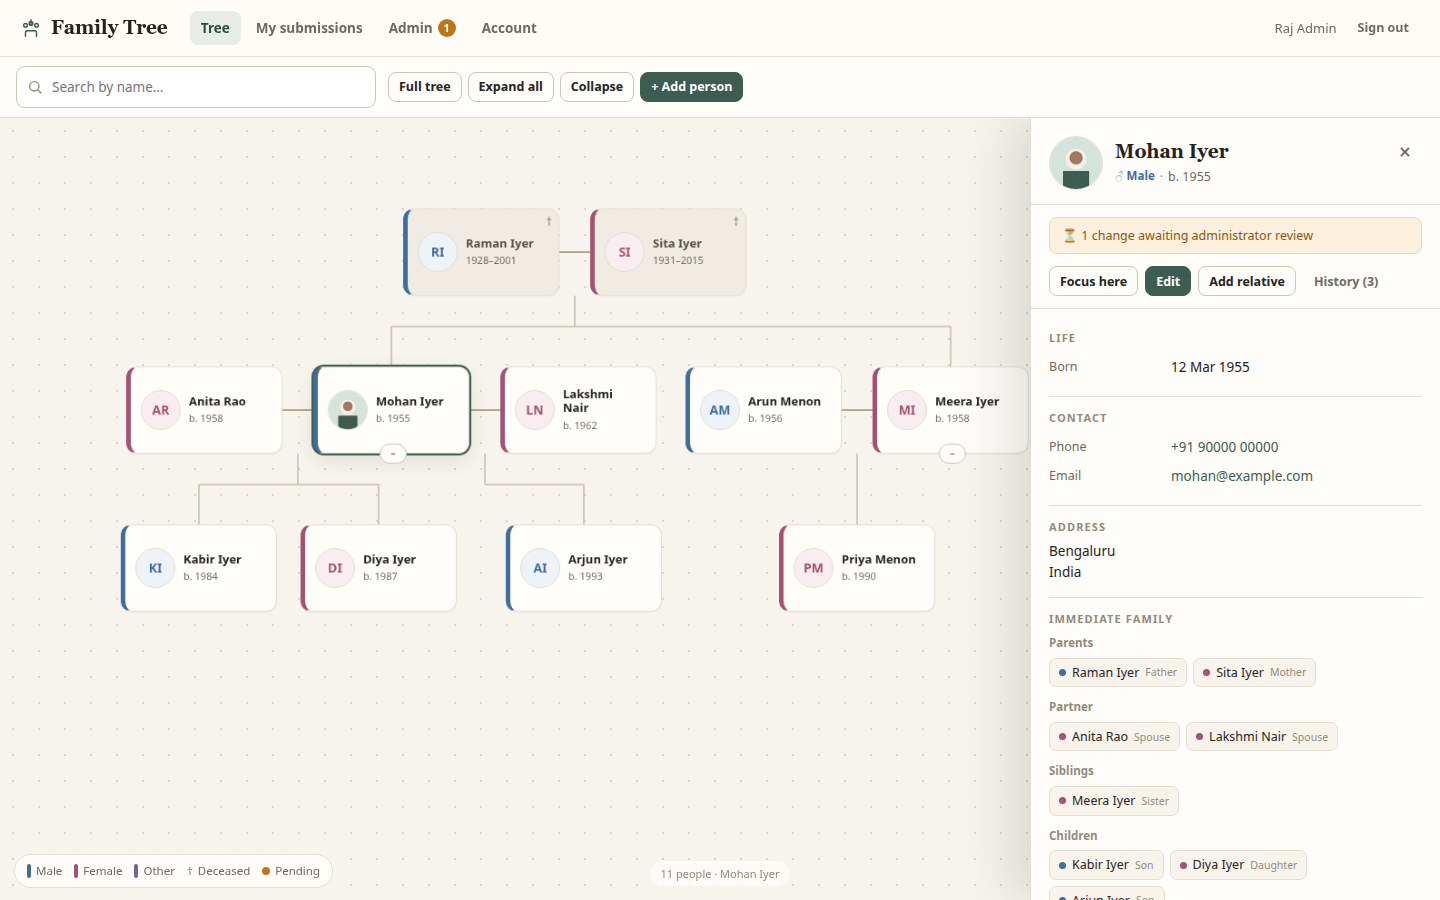 Family Tree
Tree
My submissions
Admin 1
Account
Raj Admin
Sign out
Search by name...
Full tree
Expand all
Collapse
+ Add person
RI
Raman Iyer
1928–2001
†
SI
Sita Iyer
1931–2015
†
AR
Anita Rao
b. 1958
Mohan Iyer
b. 1955
–
LN
Lakshmi
Nair
b. 1962
AM
Arun Menon
b. 1956
MI
Meera Iyer
b. 1958
–
KI
Kabir Iyer
b. 1984
DI
Diya Iyer
b. 1987
AI
Arjun Iyer
b. 1993
PM
Priya Menon
b. 1990
Male
Female
Other
† Deceased
Pending
11 people · Mohan Iyer
Mohan Iyer
♂ Male · b. 1955
✕
⏳ 1 change awaiting administrator review
Focus here
Edit
Add relative
History (3)
LIFE
Born 12 Mar 1955
CONTACT
Phone +91 90000 00000
Email mohan@example.com
ADDRESS
Bengaluru
India
IMMEDIATE FAMILY
Parents
Raman Iyer Father
Sita Iyer Mother
Partner
Anita Rao Spouse
Lakshmi Nair Spouse
Siblings
Meera Iyer Sister
Children
Kabir Iyer Son
Diya Iyer Daughter
Arjun Iyer Son